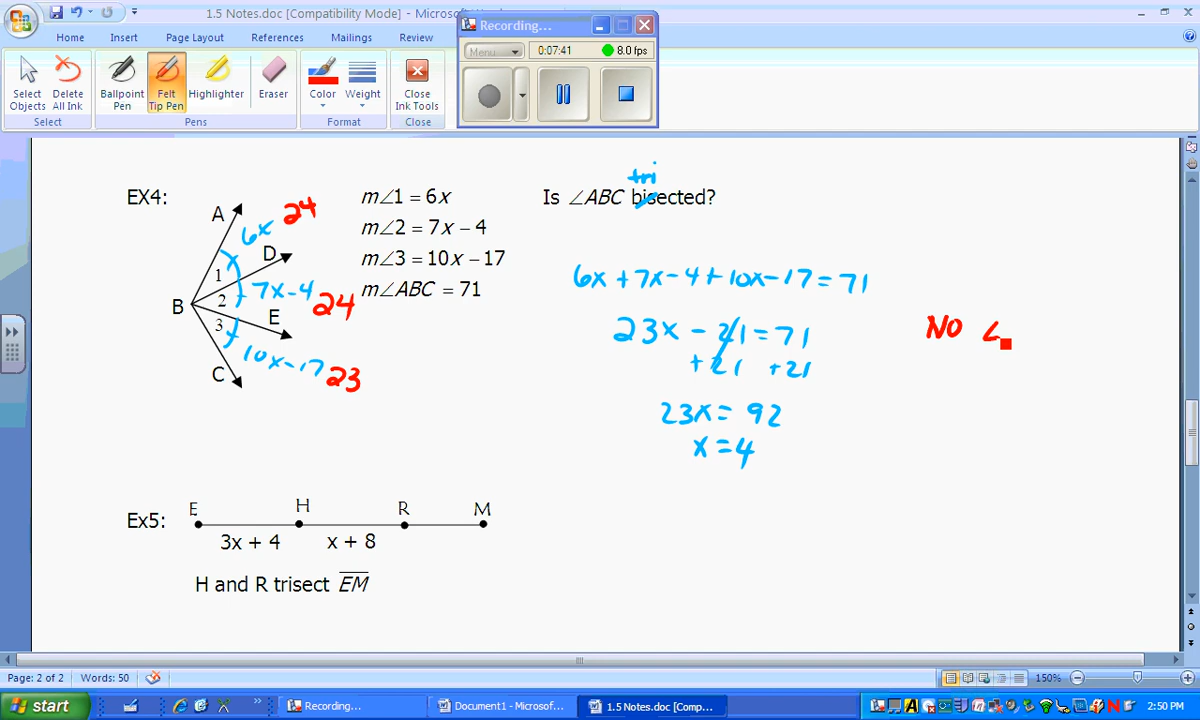 1.5 Notes.doc [Compatibility Mode] - Microsoft Wo
Recording...
Home Insert Page Layout References Mailings Review
Menu 0:07:41 8.0 fps
Select Objects
Delete All Ink
Ballpoint Pen
Felt Tip Pen
Highlighter
Eraser
Color
Weight
Close Ink Tools
Select Pens Format Close
tri
EX4: m∠1 = 6x Is ∠ABC bisected?
A 24
6x
m∠2 = 7x – 4
D
m∠3 = 10x – 17
1
6x + 7x - 4 + 10x - 17 = 71
m∠ABC = 71
7x-4 24
B 2
E
3
23x - 21 = 71
NO ∠
10x-17 23
+21 +21
C
23x = 92
x = 4
Ex5: E H R M
3x + 4 x + 8
H and R trisect EM
Page: 2 of 2 Words: 50 150%
start Recording... Document1 - Microsof... 1.5 Notes.doc [Comp... 2:50 PM